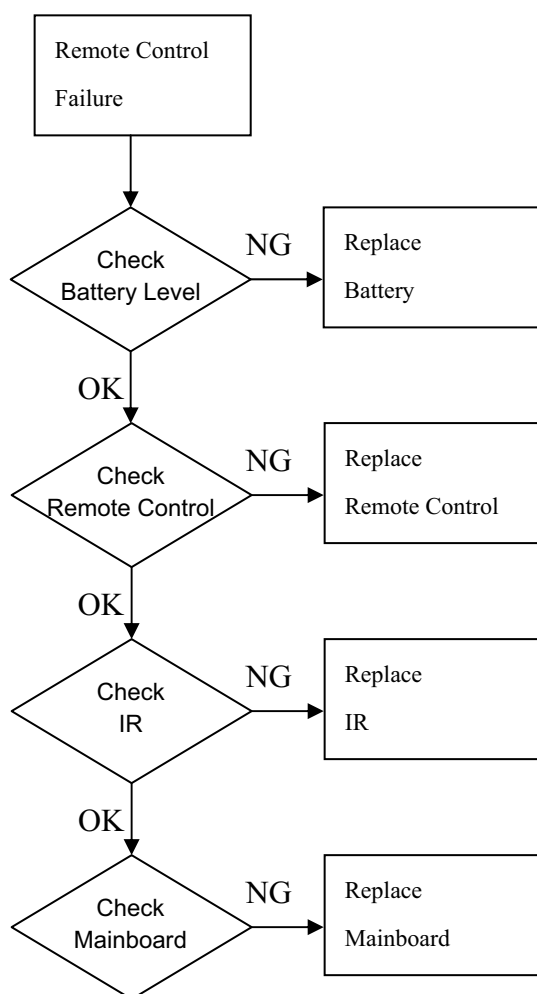 Remote Control
Failure
Check
Battery Level
NG
Replace
Battery
OK
Check
Remote Control
NG
Replace
Remote Control
OK
Check
IR
NG
Replace
IR
OK
Check
Mainboard
NG
Replace
Mainboard